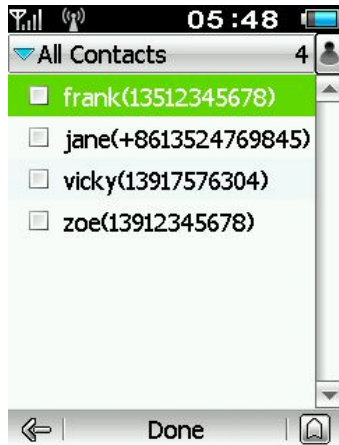 05:48
All Contacts 4
frank(13512345678)
jane(+8613524769845)
vicky(13917576304)
zoe(13912345678)
Done